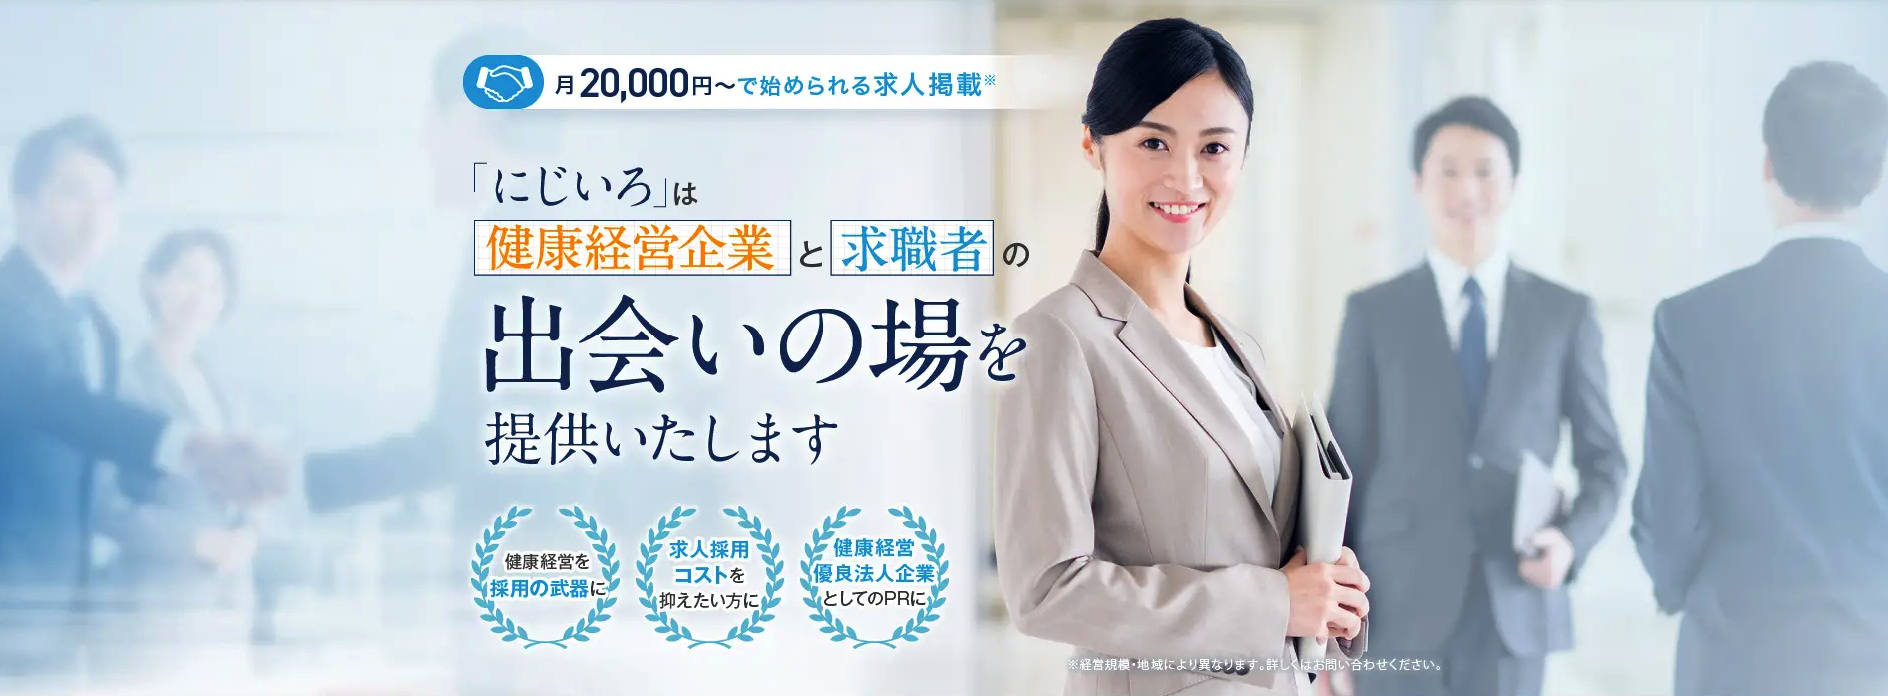 月20,000円～で始められる求人掲載※
「にじいろ」は
健康経営企業と求職者の
出会いの場を
提供いたします
健康経営を
採用の武器に
求人採用
コストを
抑えたい方に
健康経営
優良法人企業
としてのPRに
※経営規模・地域により異なります。詳しくはお問い合わせください。